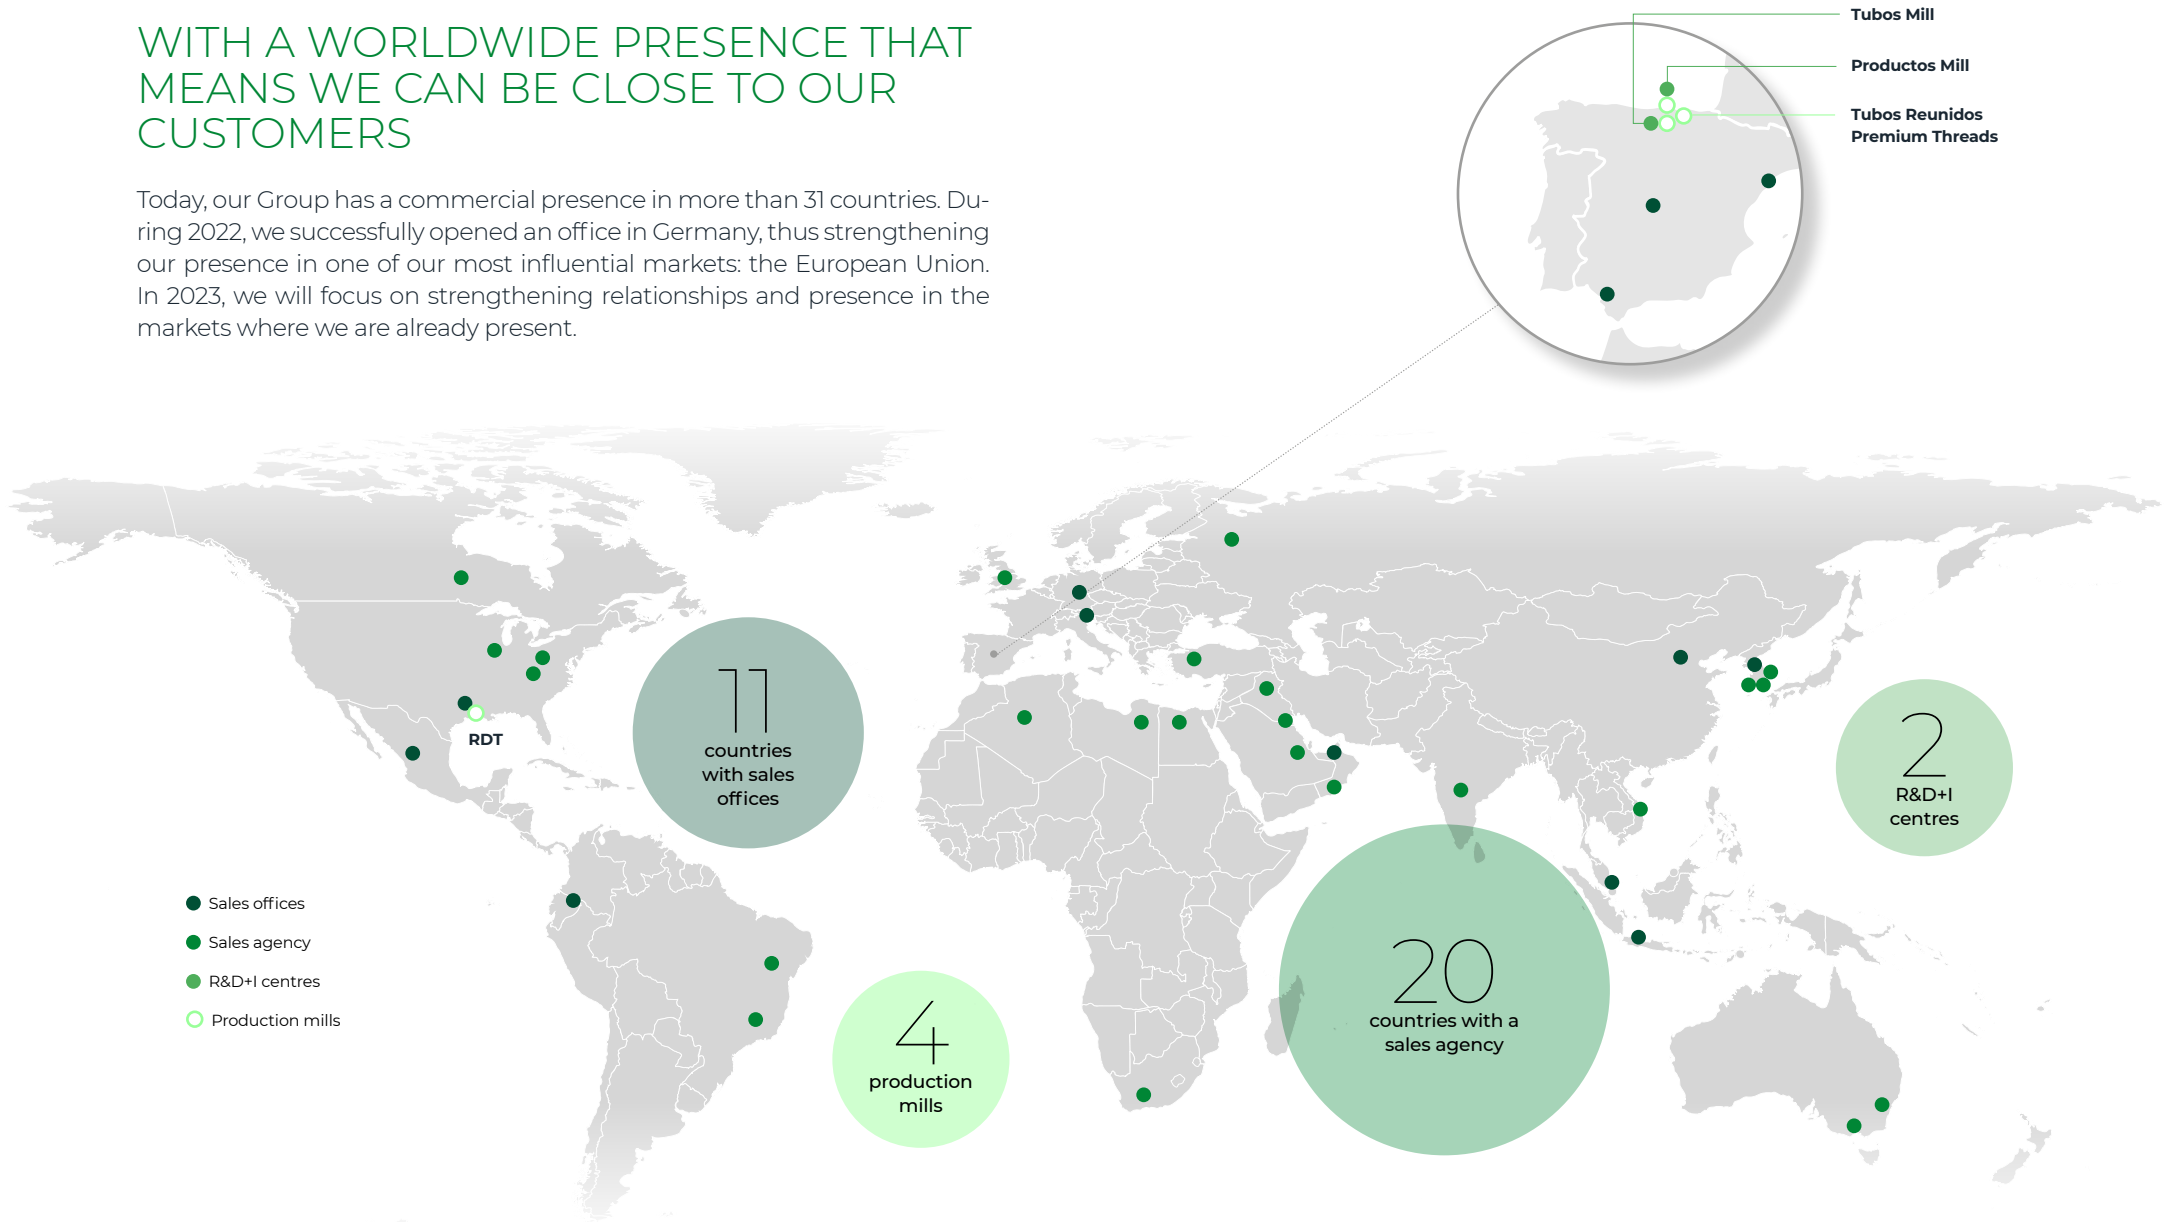 WITH A WORLDWIDE PRESENCE THAT
MEANS WE CAN BE CLOSE TO OUR
CUSTOMERS
Today, our Group has a commercial presence in more than 31 countries. Du-
ring 2022, we successfully opened an office in Germany, thus strengthening
our presence in one of our most influential markets: the European Union.
In 2023, we will focus on strengthening relationships and presence in the
markets where we are already present.
Tubos Mill
Productos Mill
Tubos Reunidos
Premium Threads
RDT
11
countries
with sales
offices
2
R&D+I
centres
Sales offices
Sales agency
R&D+I centres
Production mills
4
production
mills
20
countries with a
sales agency